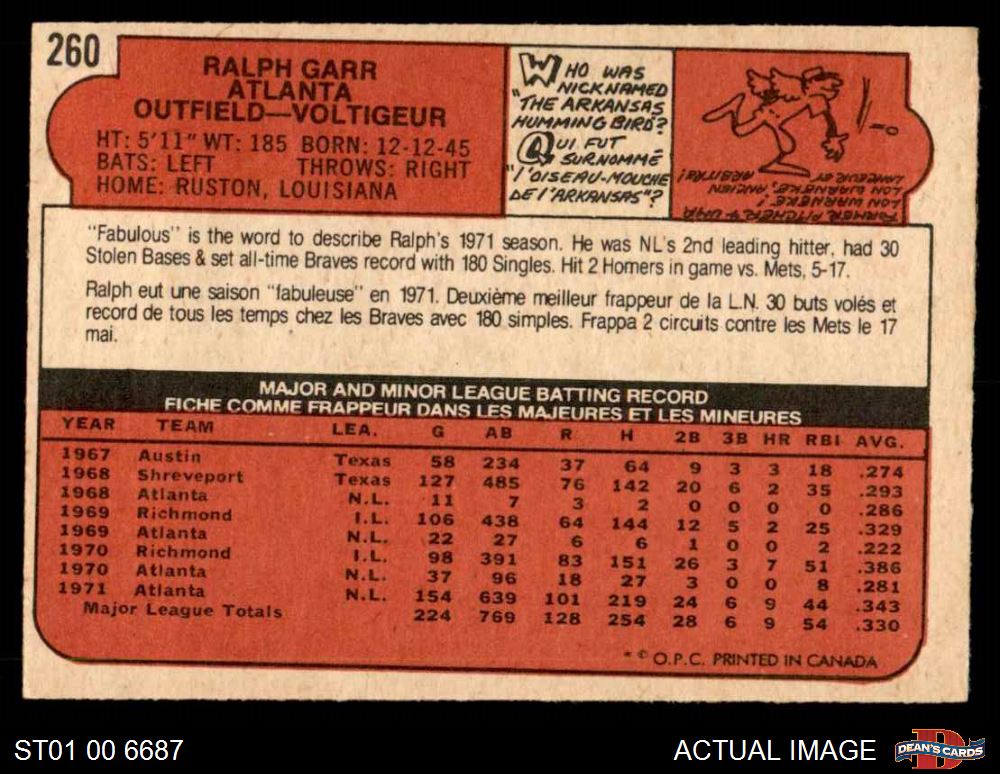 260
RALPH GARR
ATLANTA
OUTFIELD—VOLTIGEUR
HT: 5'11" WT: 185 BORN: 12-12-45
BATS: LEFT THROWS: RIGHT
HOME: RUSTON, LOUISIANA
WHO WAS
NICKNAMED
"THE ARKANSAS
HUMMING BIRD"?
QUI FUT
SURNOMMÉ
"l'OISEAU-MOUCHE
DE l'ARKANSAS"?
FORMER PITCHER & UMP
LON WARNEKE!
LON WARNEKE, ANCIEN
LANCEUR ET ARBITRE!
"Fabulous" is the word to describe Ralph's 1971 season. He was NL's 2nd leading hitter, had 30
Stolen Bases & set all-time Braves record with 180 Singles. Hit 2 Homers in game vs. Mets, 5-17.
Ralph eut une saison "fabuleuse" en 1971. Deuxième meilleur frappeur de la L.N. 30 buts volés et
record de tous les temps chez les Braves avec 180 simples. Frappa 2 circuits contre les Mets le 17
mai.
MAJOR AND MINOR LEAGUE BATTING RECORD
FICHE COMME FRAPPEUR DANS LES MAJEURES ET LES MINEURES
YEAR TEAM LEA. G AB R H 2B 3B HR RBI AVG.
1967 Austin Texas 58 234 37 64 9 3 3 18 .274
1968 Shreveport Texas 127 485 76 142 20 6 2 35 .293
1968 Atlanta N.L. 11 7 3 2 0 0 0 0 .286
1969 Richmond I.L. 106 438 64 144 12 5 2 25 .329
1969 Atlanta N.L. 22 27 6 6 1 0 0 2 .222
1970 Richmond I.L. 98 391 83 151 26 3 7 51 .386
1970 Atlanta N.L. 37 96 18 27 3 0 0 8 .281
1971 Atlanta N.L. 154 639 101 219 24 6 9 44 .343
Major League Totals 224 769 128 254 28 6 9 54 .330
* © O.P.C. PRINTED IN CANADA
ST01 00 6687
ACTUAL IMAGE
DEAN'S CARDS